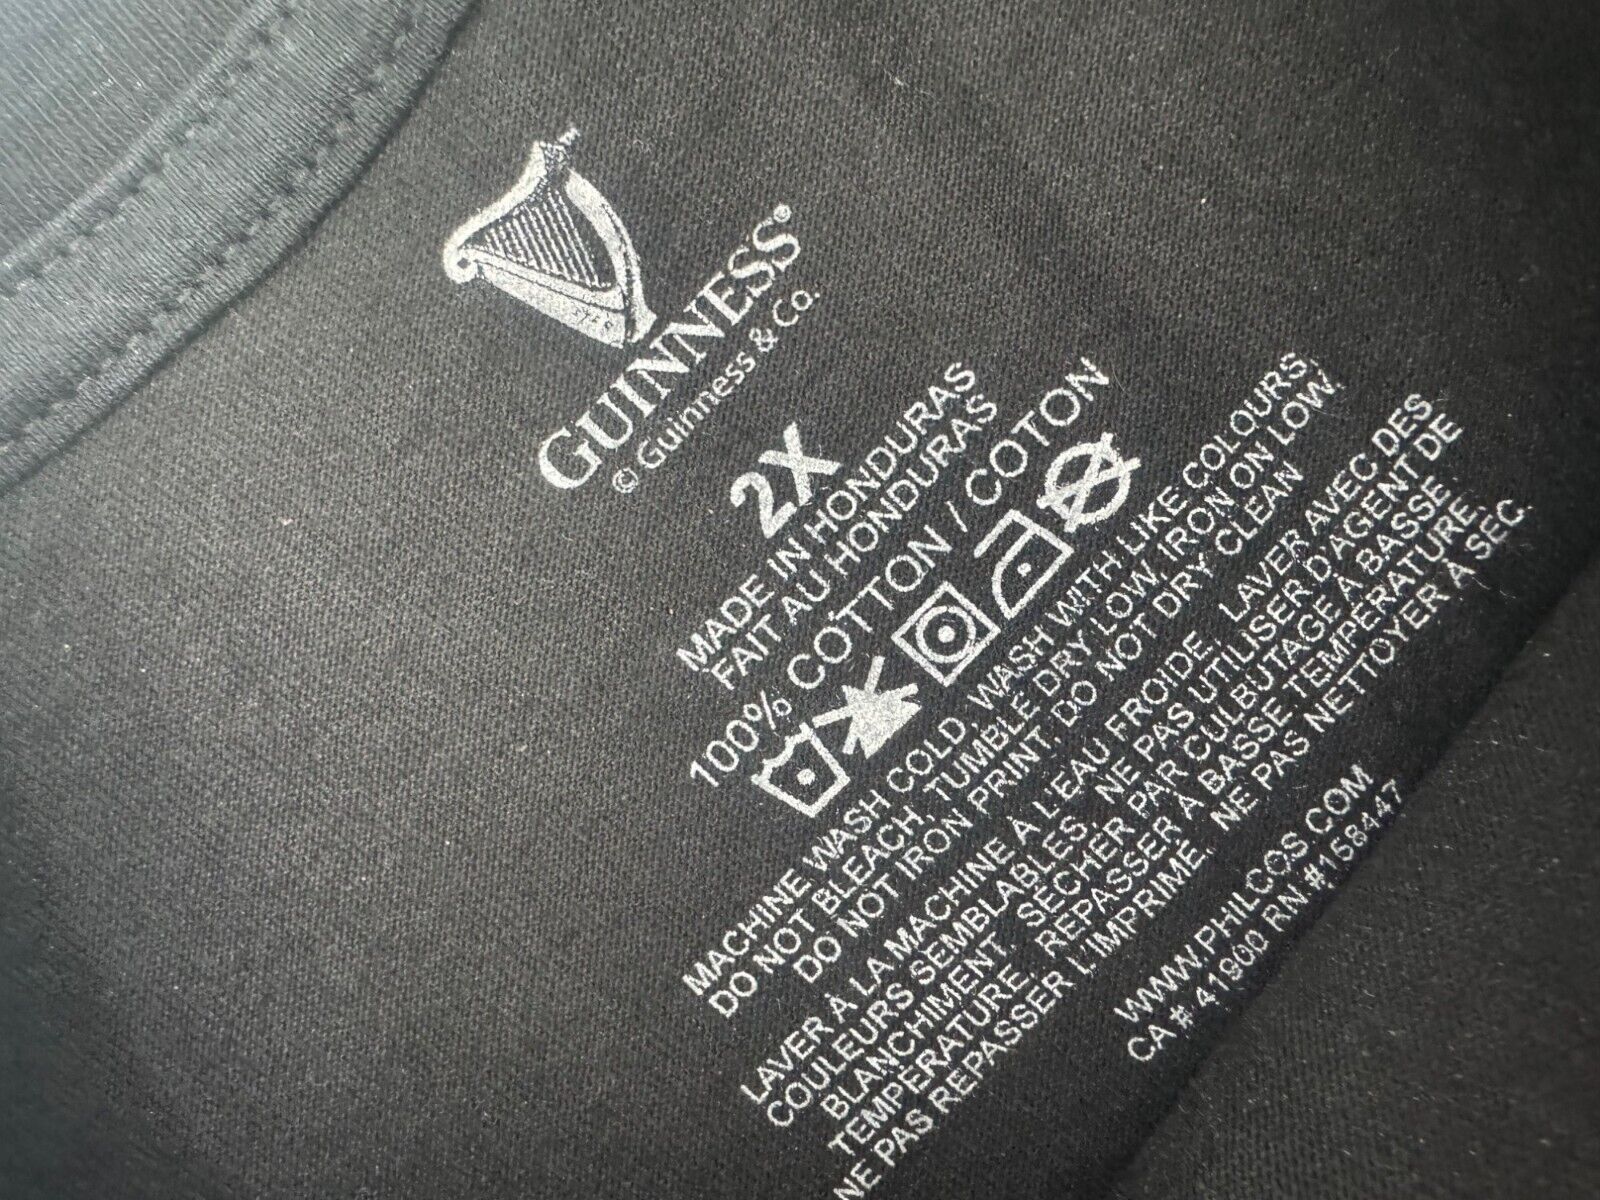 GUINNESS®
© Guinness & Co.
2X
MADE IN HONDURAS
FAIT AU HONDURAS
100% COTTON / COTON
MACHINE WASH COLD, WASH WITH LIKE COLOURS,
DO NOT BLEACH, TUMBLE DRY LOW, IRON ON LOW.
DO NOT IRON PRINT, DO NOT DRY CLEAN
LAVER À LA MACHINE À L'EAU FROIDE, LAVER AVEC DES
COULEURS SEMBLABLES, NE PAS UTILISER D'AGENT DE
BLANCHIMENT, SÉCHER PAR CULBUTAGE À BASSE
TEMPÉRATURE, REPASSER À BASSE TEMPÉRATURE,
NE PAS REPASSER L'IMPRIMÉ, NE PAS NETTOYER À SEC.
WWW.PHILCOS.COM
CA # 41900 RN #158447